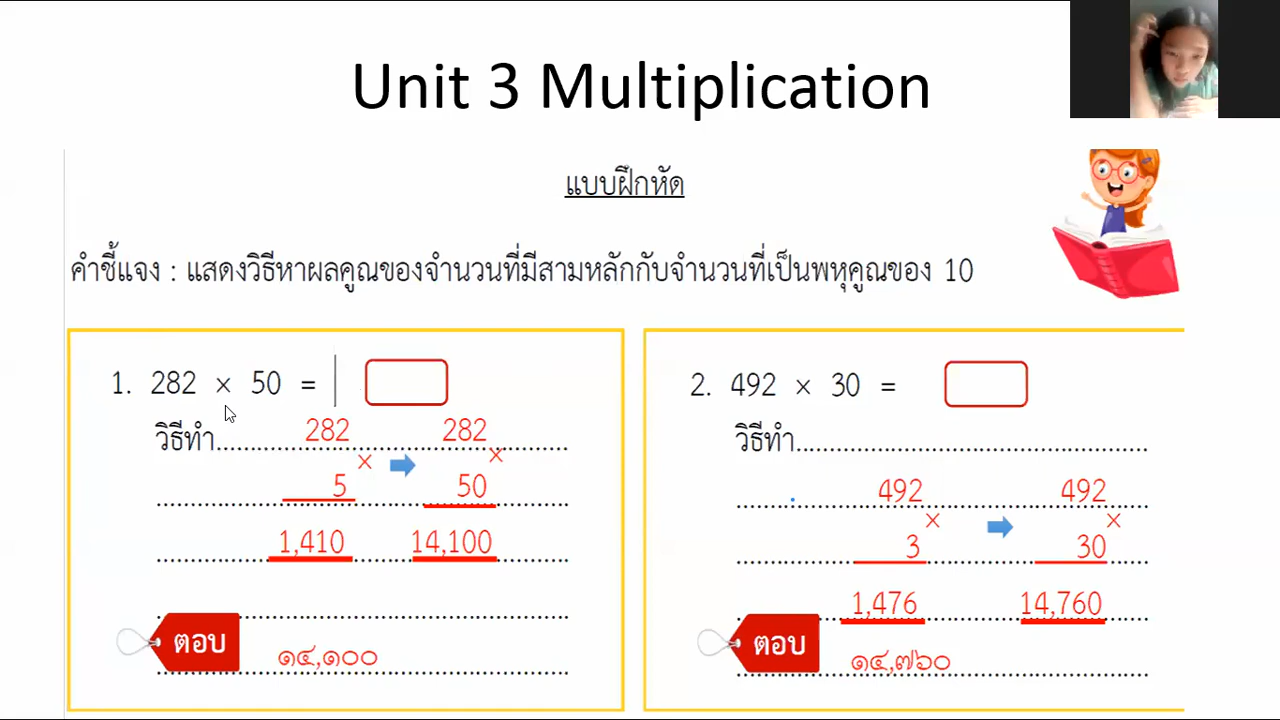 Unit 3 Multiplication
แบบฝึกหัด
คำชี้แจง : แสดงวิธีหาผลคูณของจำนวนที่มีสามหลักกับจำนวนที่เป็นพหุคูณของ 10
1. 282 × 50 =
วิธีทำ
282 282
× ×
5 50
1,410 14,100
ตอบ
๑๔,๑๐๐
2. 492 × 30 =
วิธีทำ
492 492
× ×
3 30
1,476 14,760
ตอบ
๑๔,๗๖๐